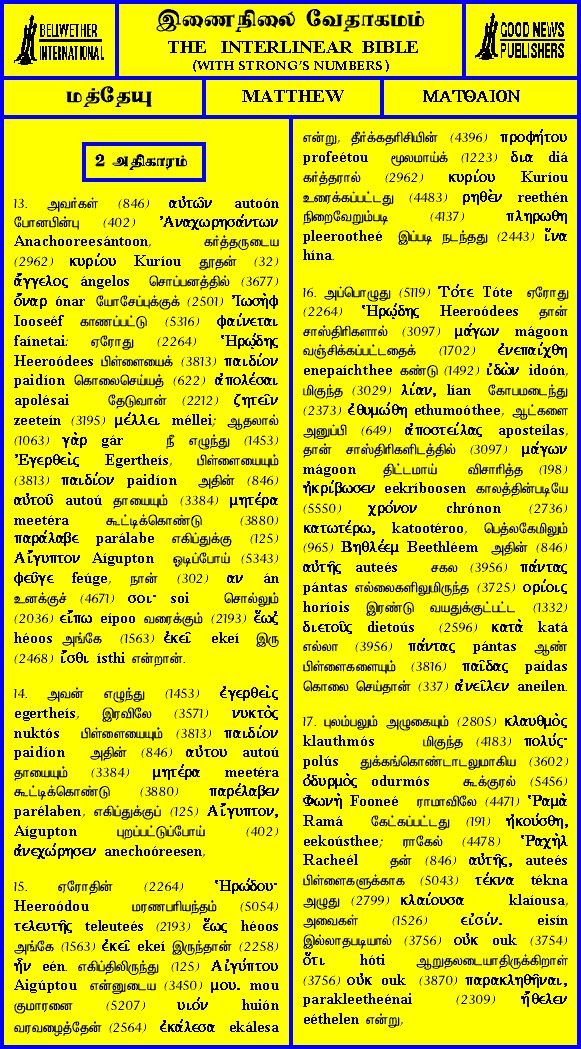 BELLWETHER
INTERNATIONAL
இணைநிலை வேதாகமம்
THE INTERLINEAR BIBLE
(WITH STRONG'S NUMBERS)
GOOD NEWS
PUBLISHERS
மத்தேயு
MATTHEW
ΜΑΤΘΑΙΟΝ
2 அதிகாரம்
13. அவர்கள் (846) αὐτῶν autoón
போனபின்பு (402) Ἀναχωρησάντων
Anachooreesántoon, கர்த்தருடைய
(2962) κυρίου Kuríou தூதன் (32)
ἄγγελος ángelos சொப்பனத்தில் (3677)
ὄναρ ónar யோசேப்புக்குக் (2501) Ἰωσὴφ
Iooseéf காணப்பட்டு (5316) φαίνεται
faínetai; ஏரோது (2264) Ἡρῴδης
Heeroódees பிள்ளையைக் (3813) παιδίον
paidíon கொலைசெய்யத் (622) ἀπολέσαι
apolésai தேடுவான் (2212) ζητεῖν
zeeteín (3195) μέλλει méllei; ஆதலால்
(1063) γὰρ gár நீ எழுந்து (1453)
Ἐγερθεὶς Egertheís, பிள்ளையையும்
(3813) παιδίον paidíon அதின் (846)
αὐτοῦ autoú தாயையும் (3384) μητέρα
meetéra கூட்டிக்கொண்டு (3880)
παράλαβε parálabe எகிப்துக்கு (125)
Αἴγυπτον Aígupton ஓடிப்போய் (5343)
φεῦγε feúge, நான் (302) αν án
உனக்குச் (4671) σοι· soi சொல்லும்
(2036) εἴπω eípoo வரைக்கும் (2193) ἕως
héoos அங்கே (1563) ἐκεῖ ekeí இரு
(2468) ἴσθι ísthi என்றான்.
14. அவன் எழுந்து (1453) ἐγερθεὶς
egertheís, இரவிலே (3571) νυκτὸς
nuktós பிள்ளையையும் (3813) παιδίον
paidíon அதின் (846) αὐτου autoú
தாயையும் (3384) μητέρα meetéra
கூட்டிக்கொண்டு (3880) παρέλαβεν
parélaben, எகிப்துக்குப் (125) Αἴγυπτον,
Aígupton புறப்பட்டுப்போய் (402)
ἀνεχώρησεν anechoóreesen,
15. ஏரோதின் (2264) Ἡρώδου·
Heeroódou மரணபரியந்தம் (5054)
τελευτῆς teleuteés (2193) ἕως héoos
அங்கே (1563) ἐκεῖ ekeí இருந்தான் (2258)
ἦν eén. எகிப்திலிருந்து (125) Αἰγύπτου
Aigúptou என்னுடைய (3450) μου. mou
குமாரனை (5207) υιόν huión
வரவழைத்தேன் (2564) ἐκάλεσα ekálesa
என்று, தீர்க்கதரிசியின் (4396) προφήτου
profeétou மூலமாய்க் (1223) δια diá
கர்த்தரால் (2962) κυρίου Kuríou
உரைக்கப்பட்டது (4483) ρηθὲν reethén
நிறைவேறும்படி (4137) πληρωθη
pleerootheé இப்படி நடந்தது (2443) ἵνα
hína.
16. அப்பொழுது (5119) Τότε Tóte ஏரோது
(2264) Ἡρῴδης Heeroódees தான்
சாஸ்திரிகளால் (3097) μάγων mágoon
வஞ்சிக்கப்பட்டதைக் (1702) ἐνεπαίχθη
enepaíchthee கண்டு (1492) ἰδὼν idoón,
மிகுந்த (3029) λίαν, lían கோபமடைந்து
(2373) ἐθυμώθη ethumoóthee, ஆட்களை
அனுப்பி (649) ἀποστείλας aposteílas,
தான் சாஸ்திரிகளிடத்தில் (3097) μάγων
mágoon திட்டமாய் விசாரித்த (198)
ἠκρίβωσεν eekríboosen காலத்தின்படியே
(5550) χρόνον chrónon (2736)
κατωτέρω, katootéroo, பெத்லகேமிலும்
(965) Βηθλέεμ Beethléem அதின் (846)
αὐτῆς auteés சகல (3956) πάντας
pántas எல்லைகளிலுமிருந்த (3725) ὁρίοις
horíois இரண்டு வயதுக்குட்பட்ட (1332)
διετοῦς dietoús (2596) κατὰ katá
எல்லா (3956) πάντας pántas ஆண்
பிள்ளைகளையும் (3816) παῖδας paídas
கொலை செய்தான் (337) ἀνεῖλεν aneílen.
17. புலம்பலும் அழுகையும் (2805) κλαυθμὸς
klauthmós மிகுந்த (4183) πολύς·
polús துக்கங்கொண்டாடலுமாகிய (3602)
ὀδυρμὸς odurmós கூக்குரல் (5456)
Φωνὴ Fooneé ராமாவிலே (4471) Ῥαμὰ
Ramá கேட்கப்பட்டது (191) ἠκούσθη,
eekoústhee; ராகேல் (4478) Ῥαχὴλ
Racheél தன் (846) αὐτῆς, auteés
பிள்ளைகளுக்காக (5043) τέκνα tékna
அழுது (2799) κλαίουσα klaíousa,
அவைகள் (1526) εἰσίν. eisín
இல்லாதபடியால் (3756) οὐκ ouk (3754)
ὅτι hóti ஆறுதலடையாதிருக்கிறாள்
(3756) οὐκ ouk (3870) παρακληθῆναι,
parakleetheénai (2309) ἤθελεν
eéthelen என்று,